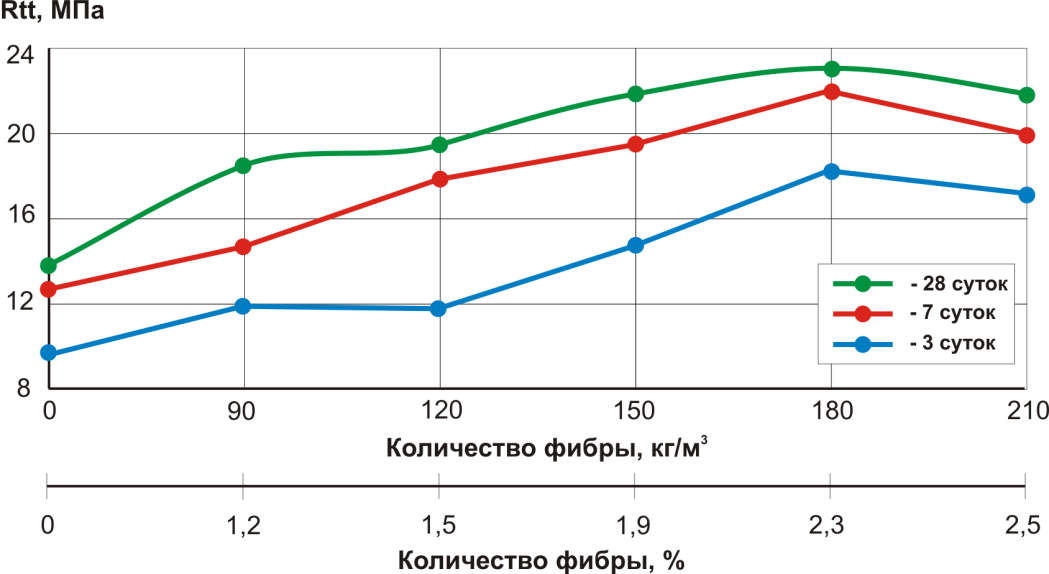 Rtt, МПа
24
20
16
12
8
- 28 суток
- 7 суток
- 3 суток
0 90 120 150 180 210
Количество фибры, кг/м³
0 1,2 1,5 1,9 2,3 2,5
Количество фибры, %